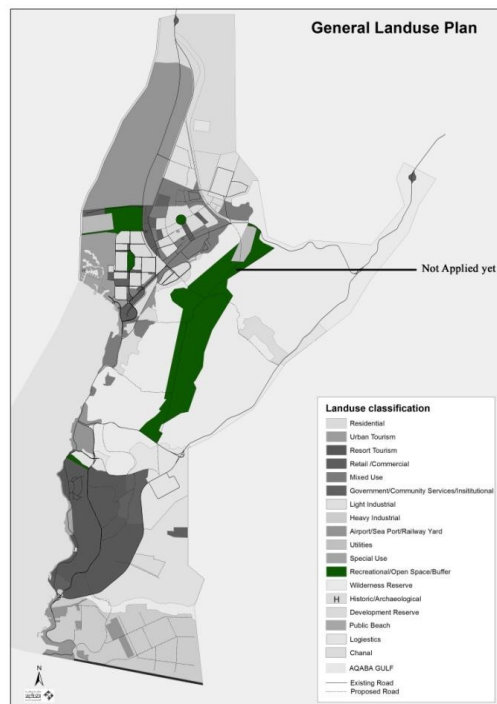 General Landuse Plan
Not Applied yet
Landuse classification
Residential
Urban Tourism
Resort Tourism
Retail /Commercial
Mixed Use
Government/Community Services/Insititutional
Light Industrial
Heavy Industrial
Airport/Sea Port/Railway Yard
Utilities
Special Use
Recreational/Open Space/Buffer
Wilderness Reserve
H Historic/Archaeological
Development Reserve
Public Beach
Logiestics
Chanal
AQABA GULF
Existing Road
Proposed Road
N